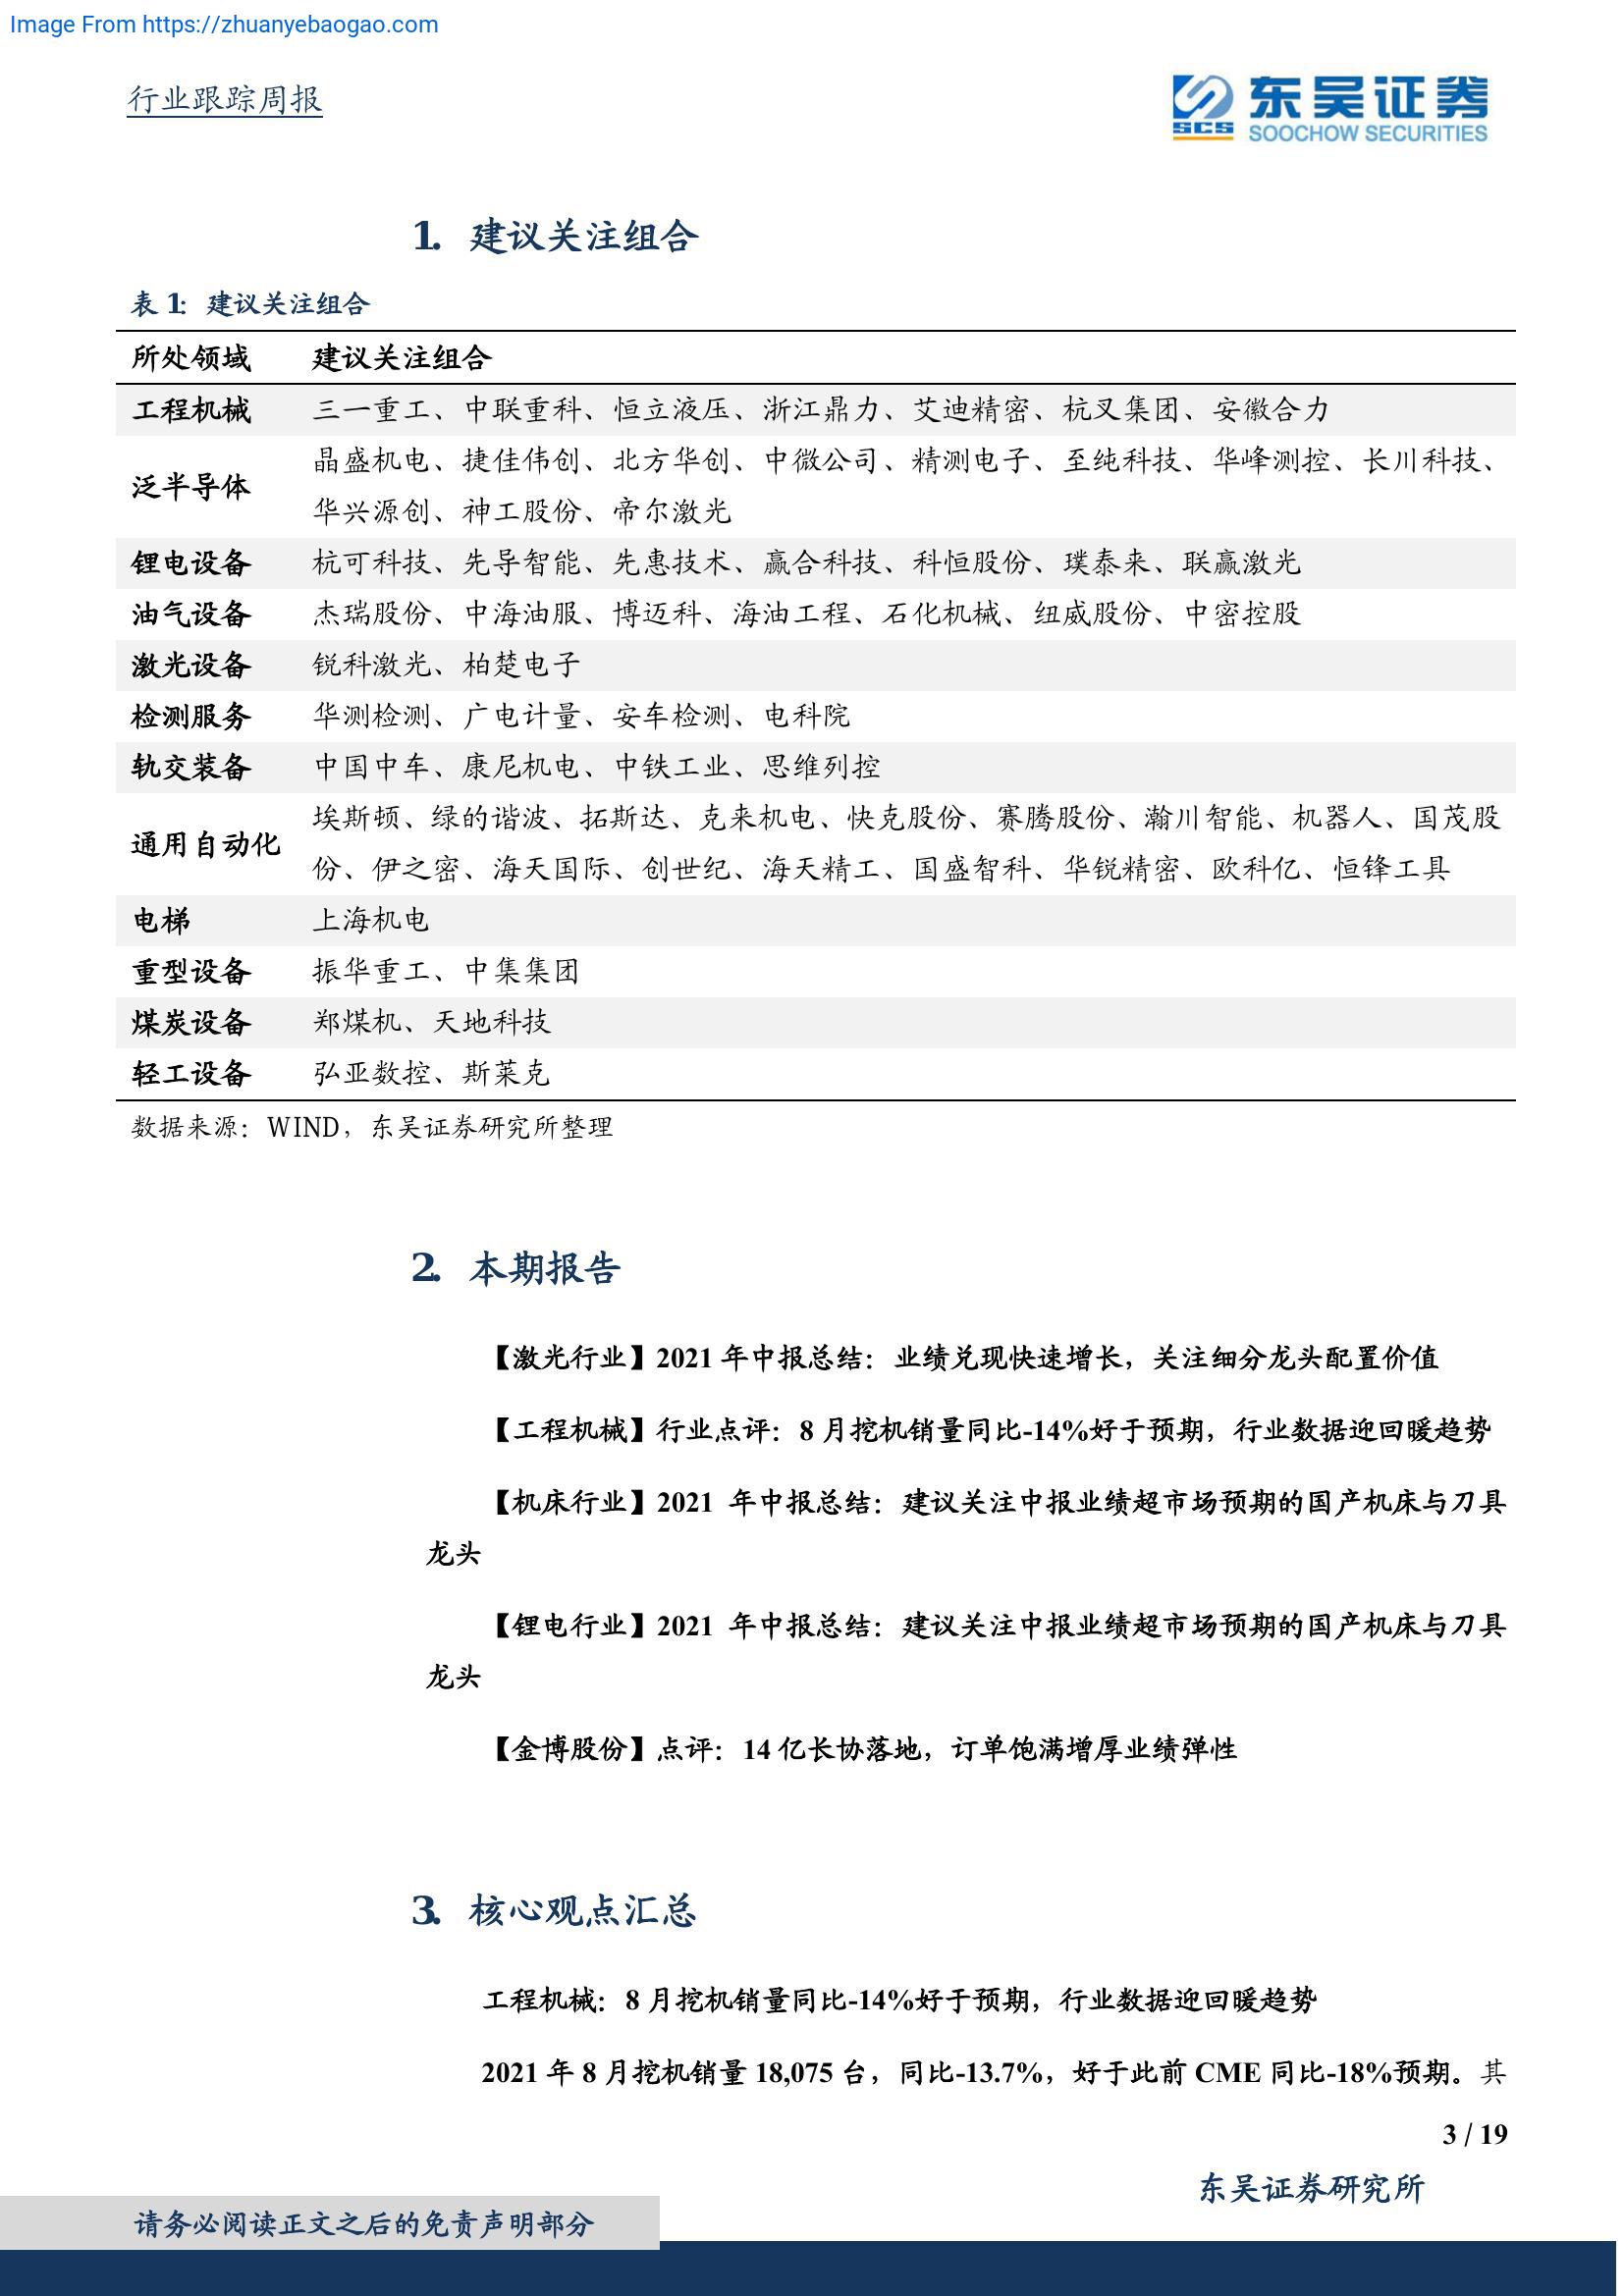 Image From https://zhuanyebaogao.com
行业跟踪周报
SCS
东吴证券
SOOCHOW SECURITIES
1. 建议关注组合
表 1: 建议关注组合
所处领域 建议关注组合
工程机械 三一重工、中联重科、恒立液压、浙江鼎力、艾迪精密、杭叉集团、安徽合力
泛半导体 晶盛机电、捷佳伟创、北方华创、中微公司、精测电子、至纯科技、华峰测控、长川科技、
华兴源创、神工股份、帝尔激光
锂电设备 杭可科技、先导智能、先惠技术、赢合科技、科恒股份、璞泰来、联赢激光
油气设备 杰瑞股份、中海油服、博迈科、海油工程、石化机械、纽威股份、中密控股
激光设备 锐科激光、柏楚电子
检测服务 华测检测、广电计量、安车检测、电科院
轨交装备 中国中车、康尼机电、中铁工业、思维列控
通用自动化 埃斯顿、绿的谐波、拓斯达、克来机电、快克股份、赛腾股份、瀚川智能、机器人、国茂股
份、伊之密、海天国际、创世纪、海天精工、国盛智科、华锐精密、欧科亿、恒锋工具
电梯 上海机电
重型设备 振华重工、中集集团
煤炭设备 郑煤机、天地科技
轻工设备 弘亚数控、斯莱克
数据来源：WIND，东吴证券研究所整理
2. 本期报告
【激光行业】2021 年中报总结：业绩兑现快速增长，关注细分龙头配置价值
【工程机械】行业点评：8 月挖机销量同比-14%好于预期，行业数据迎回暖趋势
【机床行业】2021 年中报总结：建议关注中报业绩超市场预期的国产机床与刀具
龙头
【锂电行业】2021 年中报总结：建议关注中报业绩超市场预期的国产机床与刀具
龙头
【金博股份】点评：14 亿长协落地，订单饱满增厚业绩弹性
3. 核心观点汇总
工程机械：8 月挖机销量同比-14%好于预期，行业数据迎回暖趋势
2021 年 8 月挖机销量 18,075 台，同比-13.7%，好于此前 CME 同比-18%预期。其
3 / 19
东吴证券研究所
请务必阅读正文之后的免责声明部分